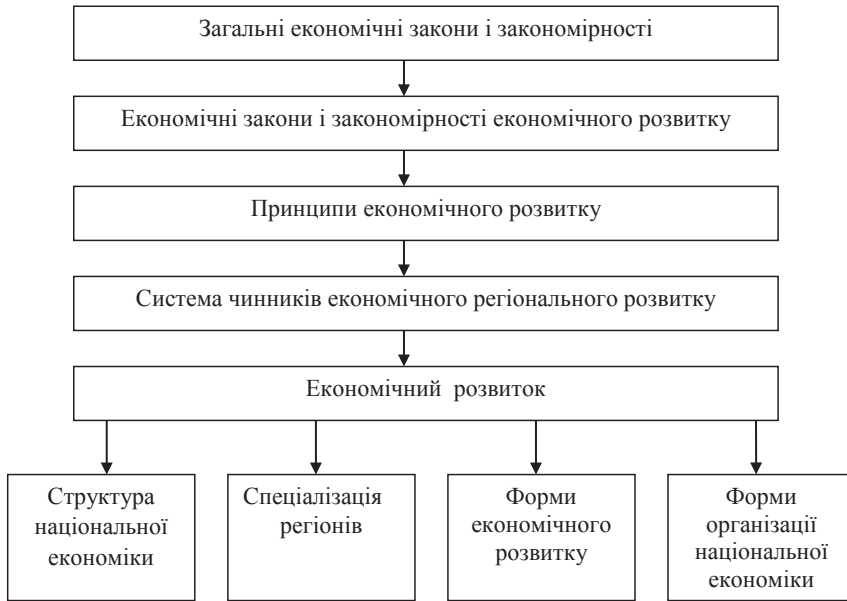 Загальні економічні закони і закономірності
Економічні закони і закономірності економічного розвитку
Принципи економічного розвитку
Система чинників економічного регіонального розвитку
Економічний розвиток
Структура
національної
економіки
Спеціалізація
регіонів
Форми
економічного
розвитку
Форми
організації
національної
економіки